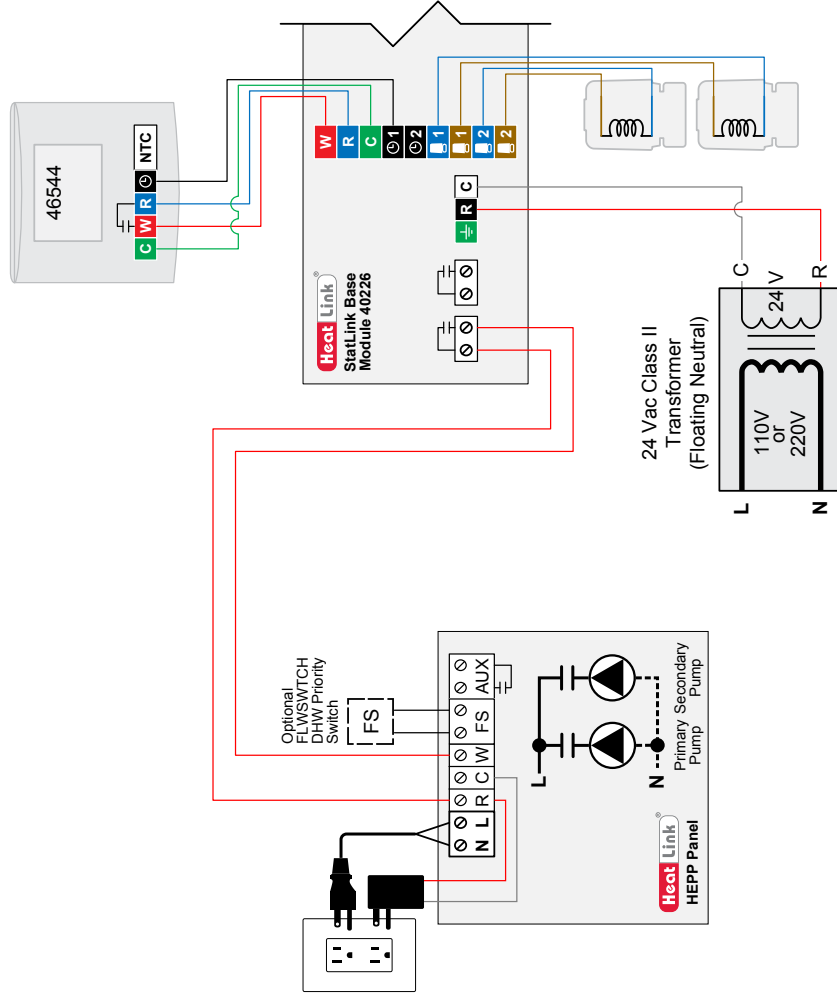 46544
C
W
R
NTC
W
R
C
1
2
1
1
2
2
R
C
Heat Link®
StatLink Base
Module 40226
24 Vac Class II
Transformer
(Floating Neutral)
C
24 V
R
110V
or
220V
L
N
Optional
FLWSWTCH
DHW Priority
Switch
FS
N
L
R
C
W
FS
AUX
L
N
Primary
Pump
Secondary
Pump
Heat Link®
HEPP Panel